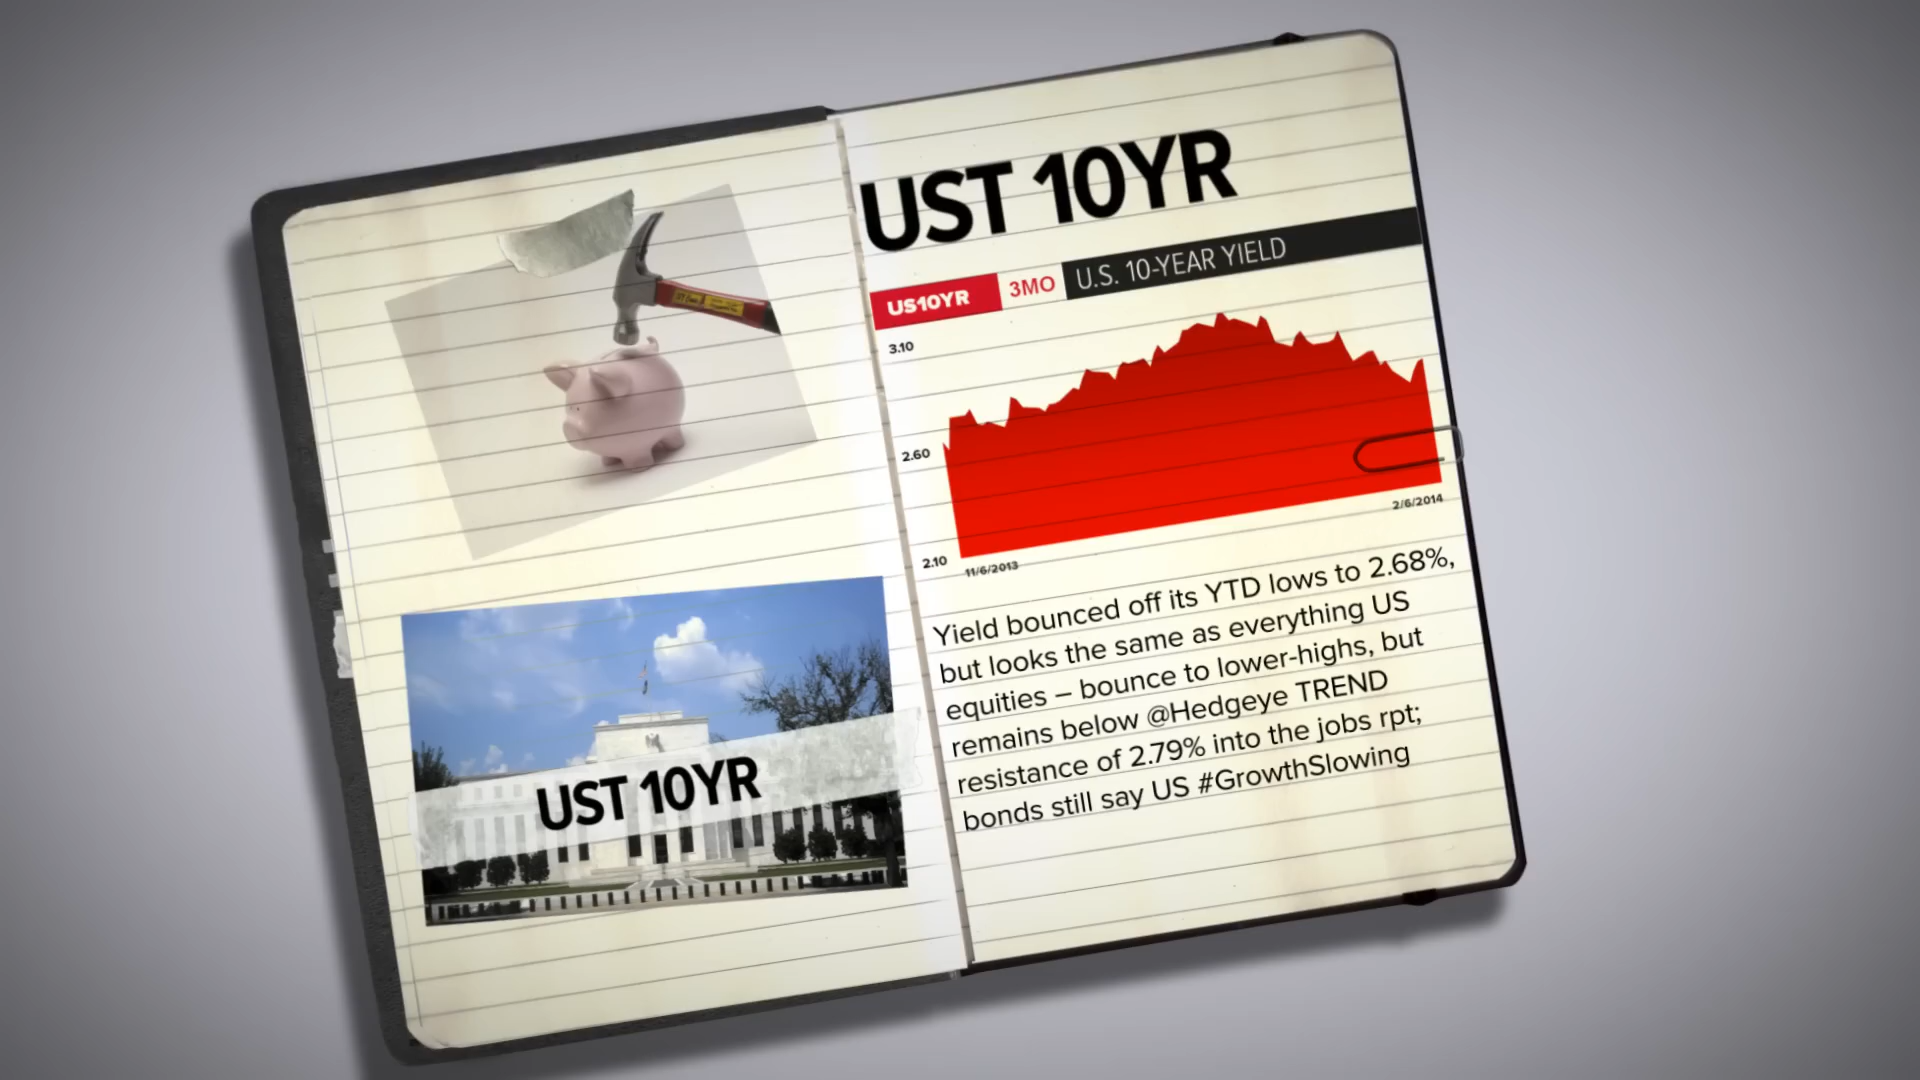 UST 10YR
UST 10YR
US10YR 3MO U.S. 10-YEAR YIELD
3.10
2.60
2.10
11/6/2013
2/6/2014
Yield bounced off its YTD lows to 2.68%,
but looks the same as everything US
equities – bounce to lower-highs, but
remains below @Hedgeye TREND
resistance of 2.79% into the jobs rpt;
bonds still say US #GrowthSlowing